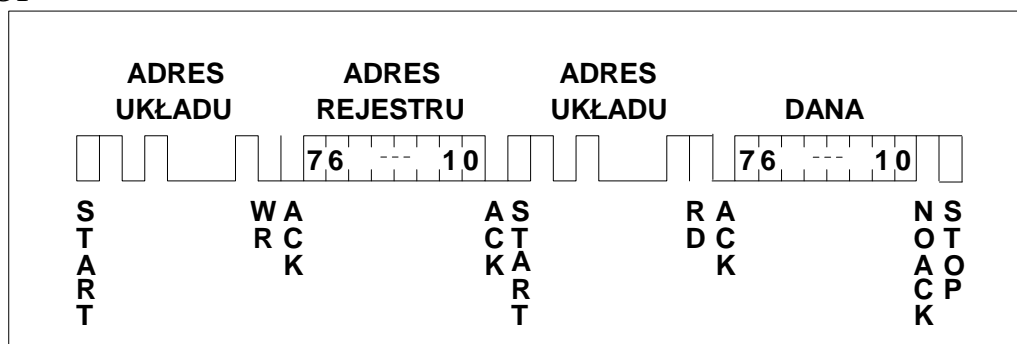 ADRES ADRES ADRES
UKŁADU REJESTRU UKŁADU DANA
76 --- 10 76 --- 10
START WR ACK ACK START RD ACK NOACK STOP